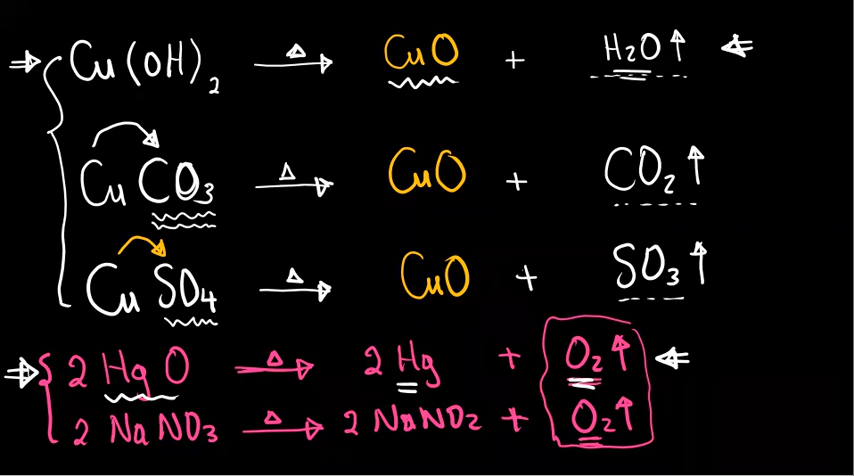 ⇒ Cu(OH)₂ →Δ CuO + H₂O↑ ⇐
CuCO₃ →Δ CuO + CO₂↑
CuSO₄ →Δ CuO + SO₃↑
⇒ 2HgO →Δ 2Hg + O₂↑ ⇐
2NaNO₃ →Δ 2NaNO₂ + O₂↑